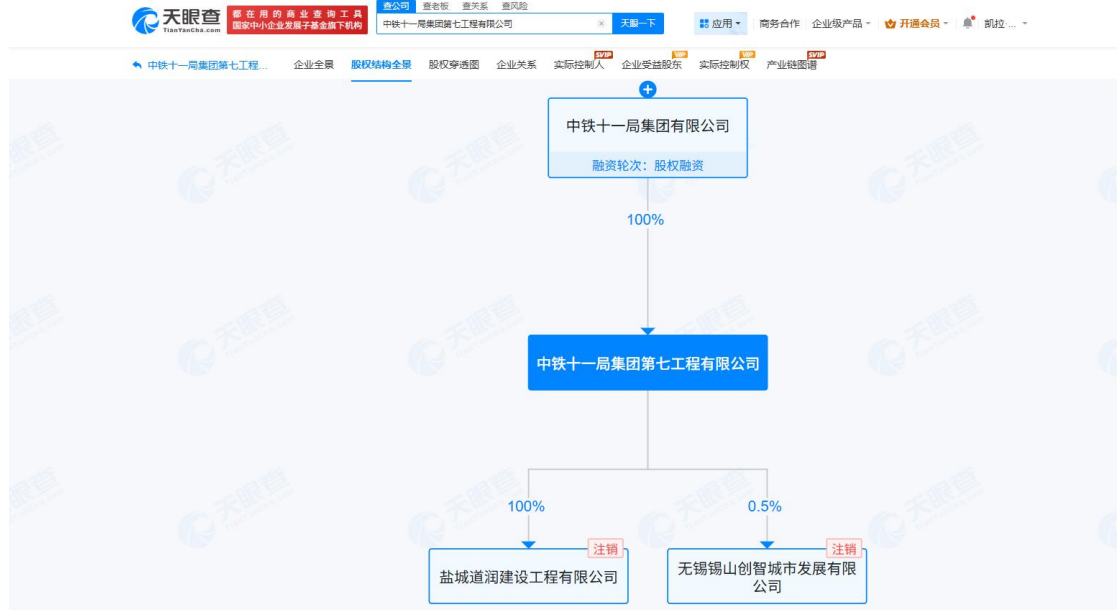 查公司 查老板 查关系 查风险
天眼查
TianYanCha.com
都在用的商业查询工具
国家中小企业发展子基金旗下机构
中铁十一局集团第七工程有限公司 × 天眼一下
应用 商务合作 企业级产品 开通会员 凯拉·...
中铁十一局集团第七工程... 企业全景 股权结构全景 股权穿透图 企业关系 实际控制人 SVIP 企业受益股东 VIP 实际控制权 VIP 产业链图谱 SVIP
中铁十一局集团有限公司
融资轮次：股权融资
100%
中铁十一局集团第七工程有限公司
100%
0.5%
注销
盐城道润建设工程有限公司
注销
无锡锡山创智城市发展有限
公司
天眼查